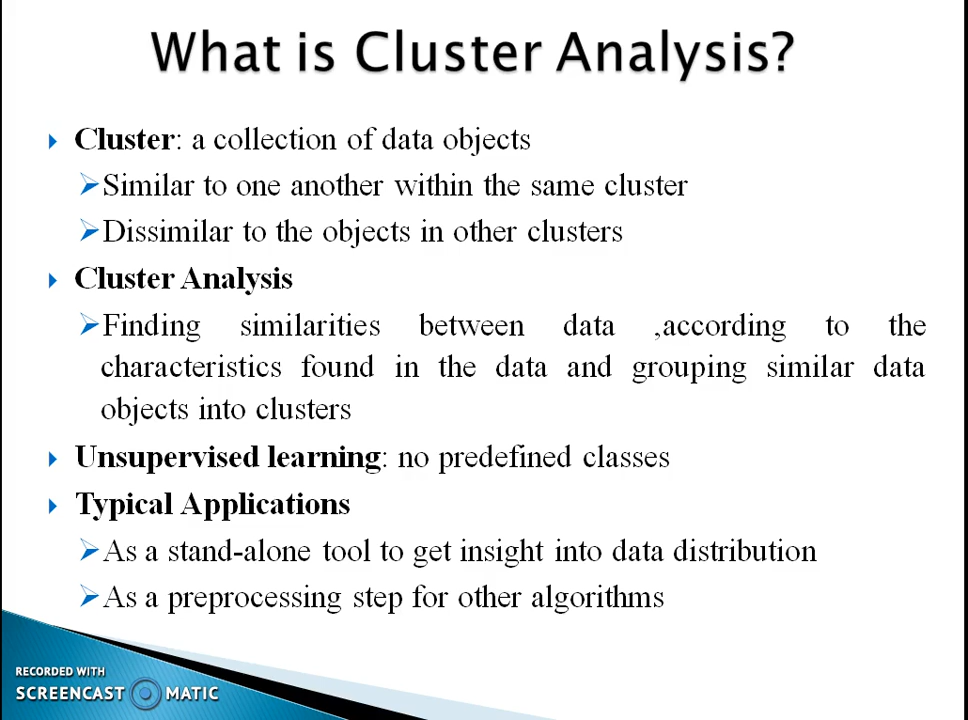 What is Cluster Analysis?
Cluster: a collection of data objects
Similar to one another within the same cluster
Dissimilar to the objects in other clusters
Cluster Analysis
Finding similarities between data ,according to the
characteristics found in the data and grouping similar data
objects into clusters
Unsupervised learning: no predefined classes
Typical Applications
As a stand-alone tool to get insight into data distribution
As a preprocessing step for other algorithms
RECORDED WITH
SCREENCAST MATIC